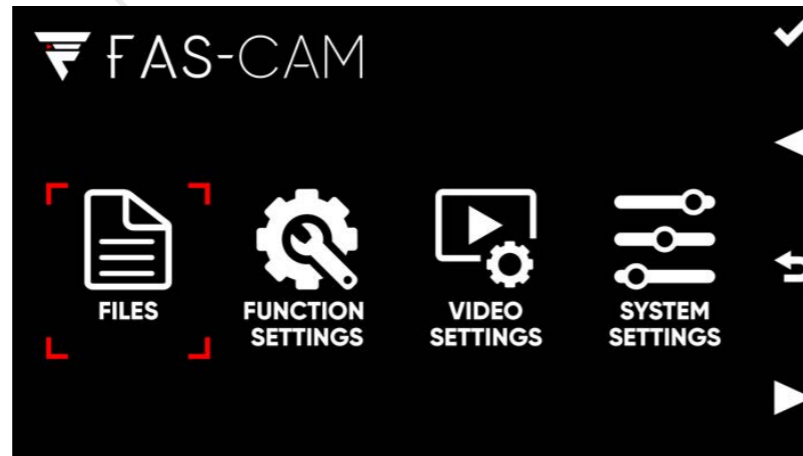 FAS-CAM
FILES
FUNCTION
SETTINGS
VIDEO
SETTINGS
SYSTEM
SETTINGS